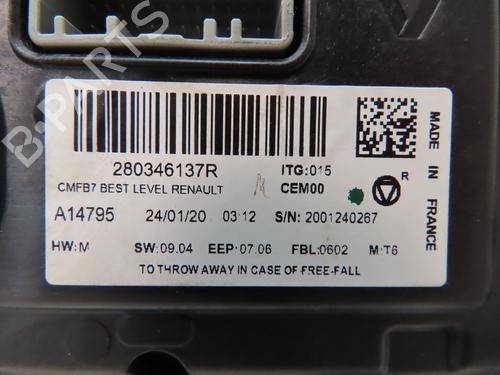 280346137R
ITG:015
CMFB7 BEST LEVEL RENAULT
CEM00
R
A14795
24/01/20
03:12
S/N: 2001240267
HW:M
SW:09.04
EEP:07.06
FBL:0602
M:T6
TO THROW AWAY IN CASE OF FREE-FALL
MADE IN
FRANCE
B-PARTS